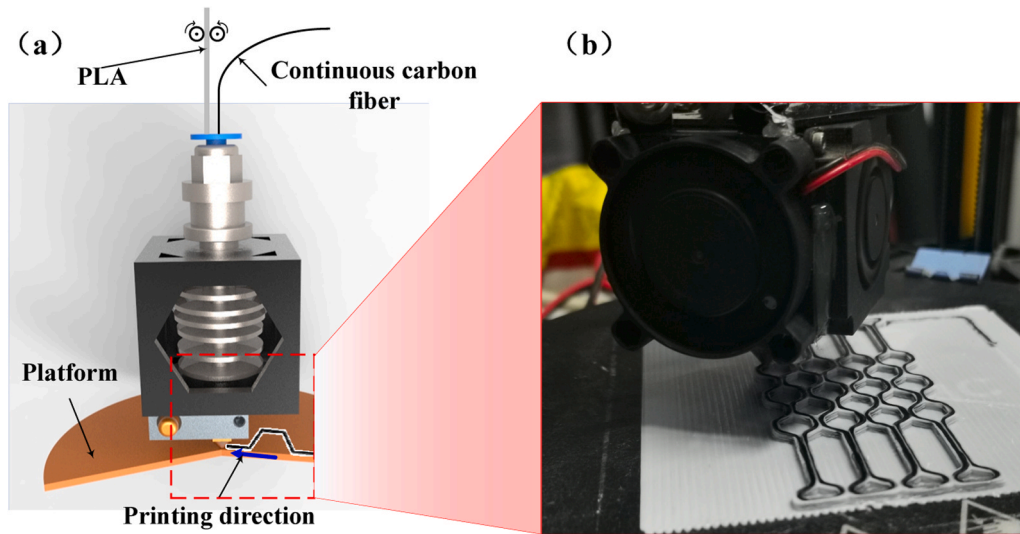 (a)
PLA
Continuous carbon
fiber
Platform
Printing direction
(b)